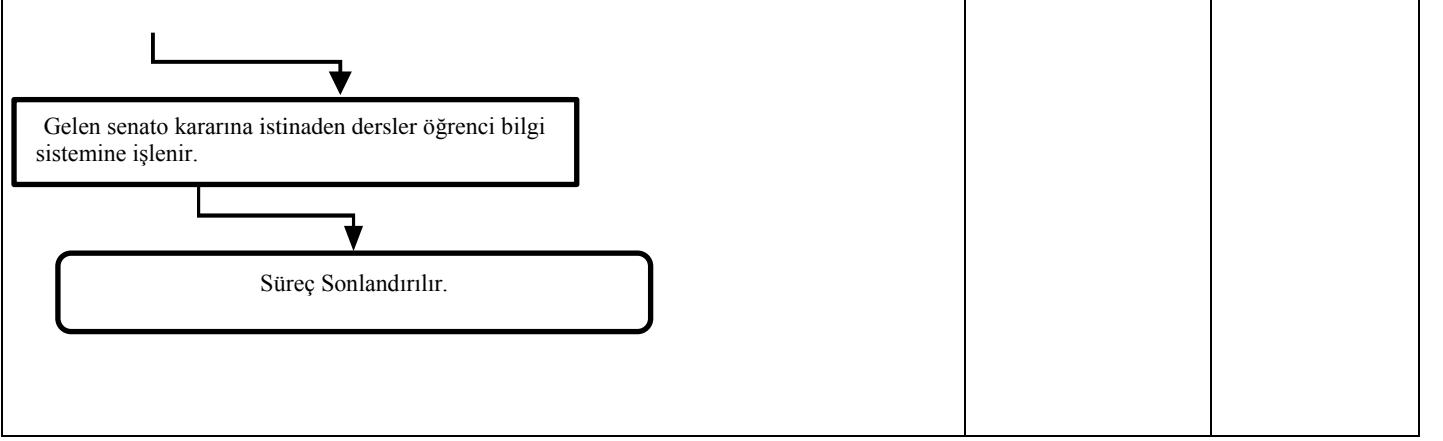 Gelen senato kararına istinaden dersler öğrenci bilgi
sistemine işlenir.
Süreç Sonlandırılır.